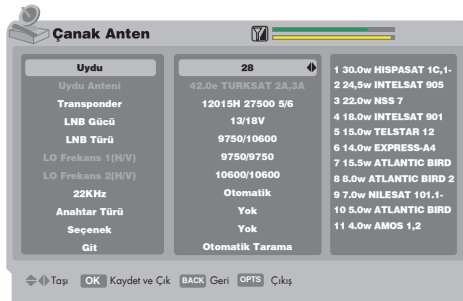 Çanak Anten
Uydu 28
Uydu Anteni 42.0e TURKSAT 2A,3A
Transponder 12015H 27500 5/6
LNB Gücü 13/18V
LNB Türü 9750/10600
LO Frekans 1(H/V) 9750/9750
LO Frekans 2(H/V) 10600/10600
22KHz Otomatik
Anahtar Türü Yok
Seçenek Yok
Git Otomatik Tarama
1 30.0w HISPASAT 1C,1-
2 24,5w INTELSAT 905
3 22.0w NSS 7
4 18.0w INTELSAT 901
5 15.0w TELSTAR 12
6 14.0w EXPRESS-A4
7 15.5w ATLANTIC BIRD
8 8.0w ATLANTIC BIRD 2
9 7.0w NILESAT 101.1-
10 5.0w ATLANTIC BIRD
11 4.0w AMOS 1,2
Taşı OK Kaydet ve Çık BACK Geri OPTS Çıkış